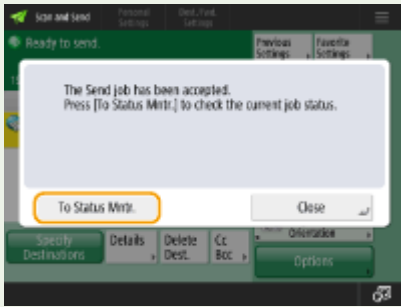 Scan and Send
Personal
Settings
Dest./Fwd.
Settings
Ready to send.
Previous
Settings
Favorite
Settings
The Send job has been accepted.
Press [To Status Mntr.] to check the current job status.
To Status Mntr.
Close
Specify
Destinations
Details
Delete
Dest.
Cc
Bcc
Orientation
Options